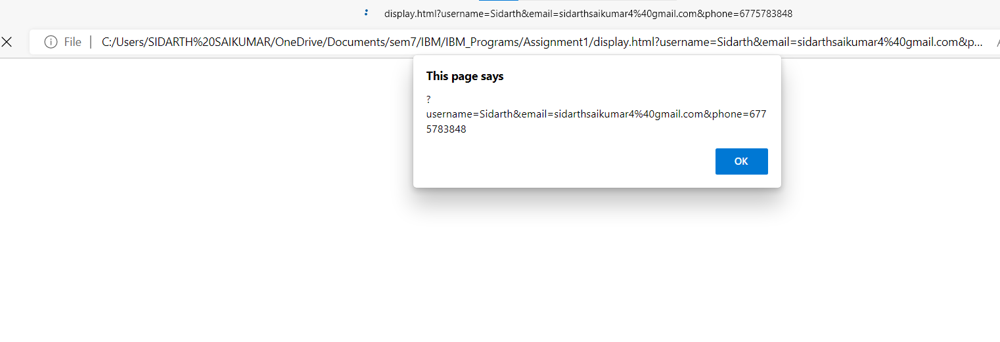 display.html?username=Sidarth&email=sidarthsaikumar4%40gmail.com&phone=6775783848
File
C:/Users/SIDARTH%20SAIKUMAR/OneDrive/Documents/sem7/IBM/IBM_Programs/Assignment1/display.html?username=Sidarth&email=sidarthsaikumar4%40gmail.com&p...
This page says
?
username=Sidarth&email=sidarthsaikumar4%40gmail.com&phone=677
5783848
OK